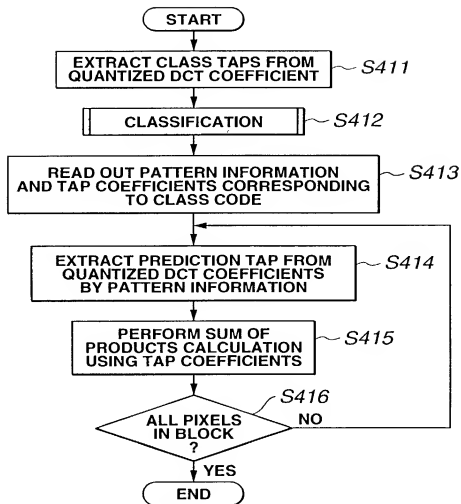 START
EXTRACT CLASS TAPS FROM
QUANTIZED DCT COEFFICIENT
S411
CLASSIFICATION
S412
READ OUT PATTERN INFORMATION
AND TAP COEFFICIENTS CORRESPONDING
TO CLASS CODE
S413
EXTRACT PREDICTION TAP FROM
QUANTIZED DCT COEFFICIENTS
BY PATTERN INFORMATION
S414
PERFORM SUM OF
PRODUCTS CALCULATION
USING TAP COEFFICIENTS
S415
S416
ALL PIXELS
IN BLOCK
?
NO
YES
END